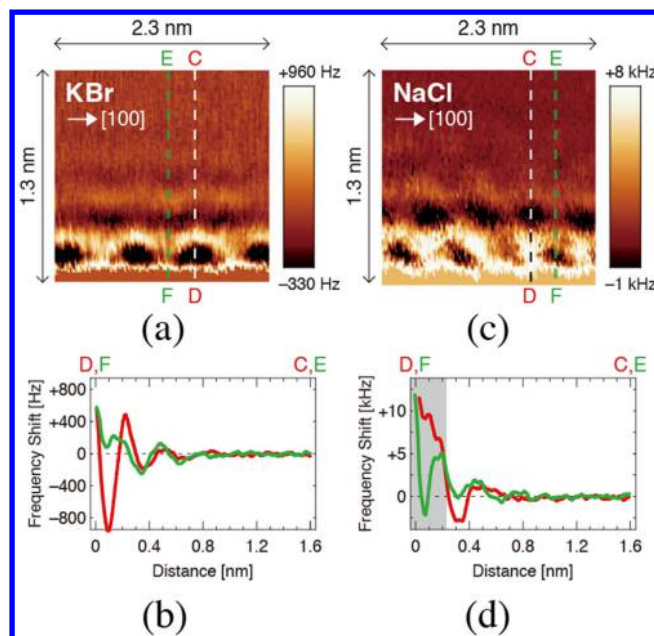 2.3 nm
2.3 nm
E C
C E
KBr
→ [100]
1.3 nm
+960 Hz
−330 Hz
NaCl
→ [100]
1.3 nm
+8 kHz
−1 kHz
F D
D F
(a)
(c)
D,F C,E
D,F C,E
Frequency Shift [Hz]
+800
+400
0
−400
−800
0 0.4 0.8 1.2 1.6
Distance [nm]
Frequency Shift [kHz]
+10
+5
0
0 0.4 0.8 1.2 1.6
Distance [nm]
(b)
(d)